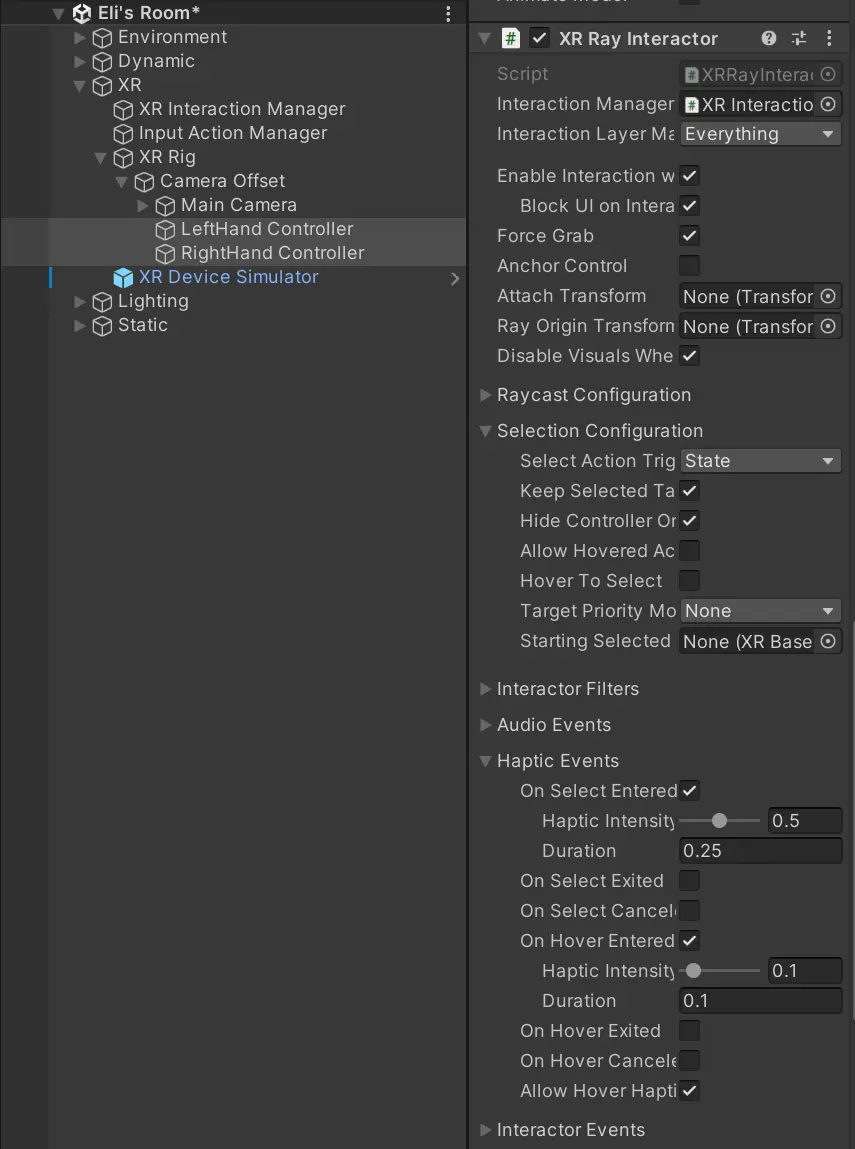 Eli's Room*
Environment
Dynamic
XR
XR Interaction Manager
Input Action Manager
XR Rig
Camera Offset
Main Camera
LeftHand Controller
RightHand Controller
XR Device Simulator
Lighting
Static
XR Ray Interactor
Script
XRRayInterac
Interaction Manager
XR Interactio
Interaction Layer Ma
Everything
Enable Interaction w
Block UI on Intera
Force Grab
Anchor Control
Attach Transform
None (Transfor
Ray Origin Transform
None (Transfor
Disable Visuals Whe
Raycast Configuration
Selection Configuration
Select Action Trig
State
Keep Selected Ta
Hide Controller Or
Allow Hovered Ac
Hover To Select
Target Priority Mo
None
Starting Selected
None (XR Base
Interactor Filters
Audio Events
Haptic Events
On Select Entered
Haptic Intensity
0.5
Duration
0.25
On Select Exited
On Select Cancel
On Hover Entered
Haptic Intensity
0.1
Duration
0.1
On Hover Exited
On Hover Cancele
Allow Hover Hapti
Interactor Events